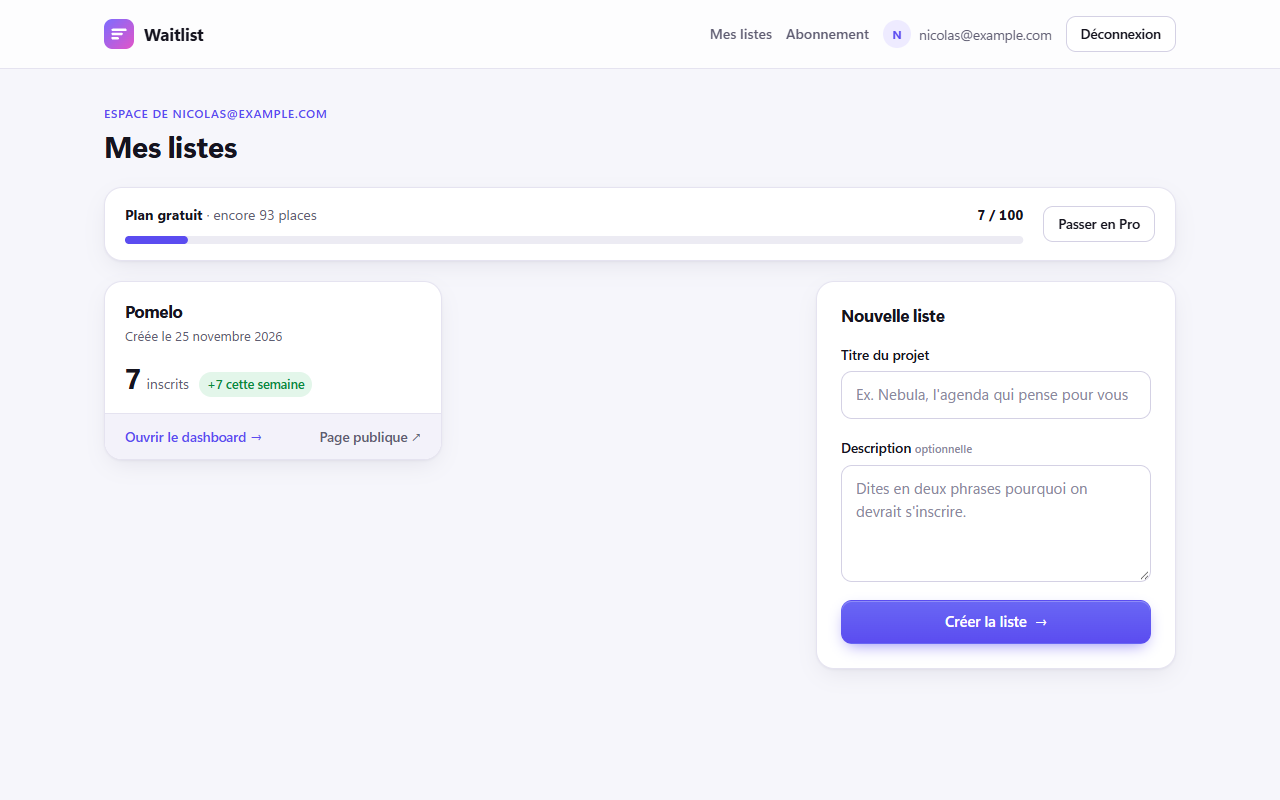 Waitlist
Mes listes
Abonnement
N
nicolas@example.com
Déconnexion
ESPACE DE NICOLAS@EXAMPLE.COM
Mes listes
Plan gratuit · encore 93 places
7 / 100
Passer en Pro
Pomelo
Créée le 25 novembre 2026
7 inscrits
+7 cette semaine
Ouvrir le dashboard →
Page publique ↗
Nouvelle liste
Titre du projet
Ex. Nebula, l'agenda qui pense pour vous
Description optionnelle
Dites en deux phrases pourquoi on
devrait s'inscrire.
Créer la liste →